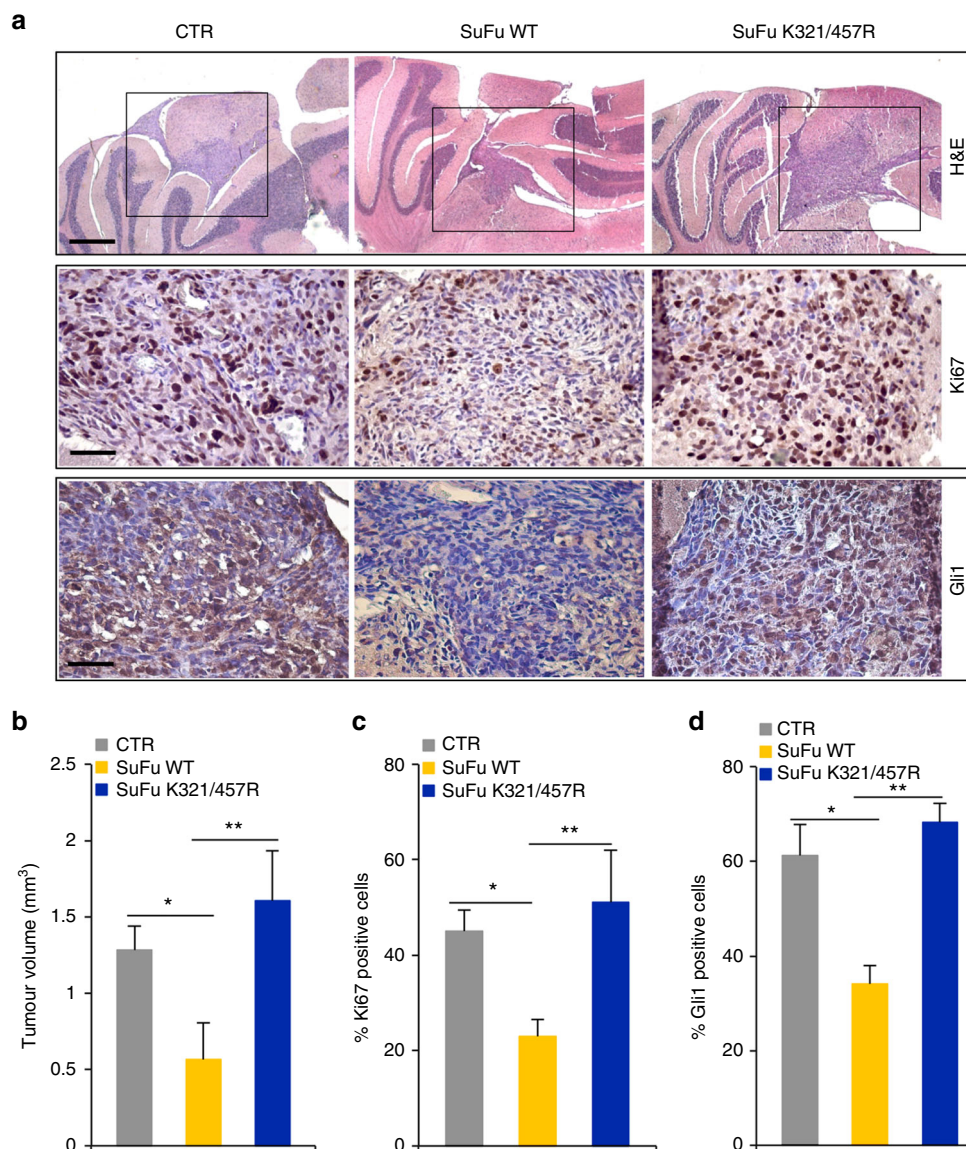 a
CTR
SuFu WT
SuFu K321/457R
H&E
Ki67
Gli1
b
CTR
SuFu WT
SuFu K321/457R
Tumour volume (mm³)
2.5
2
1.5
1
0.5
0
*
**
c
CTR
SuFu WT
SuFu K321/457R
% Ki67 positive cells
80
60
40
20
0
*
**
d
CTR
SuFu WT
SuFu K321/457R
% Gli1 positive cells
80
60
40
20
0
*
**